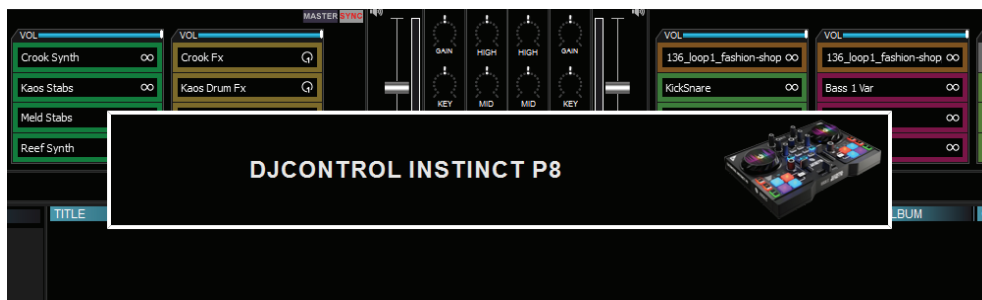 MASTER SYNC
VOL VOL VOL VOL
Crook Synth Crook Fx GAIN HIGH HIGH GAIN 136_loop1_fashion-shop 136_loop1_fashion-shop
Kaos Stabs Kaos Drum Fx KEY MID MID KEY KickSnare Bass 1 Var
Meld Stabs
Reef Synth
DJCONTROL INSTINCT P8
TITLE LBUM